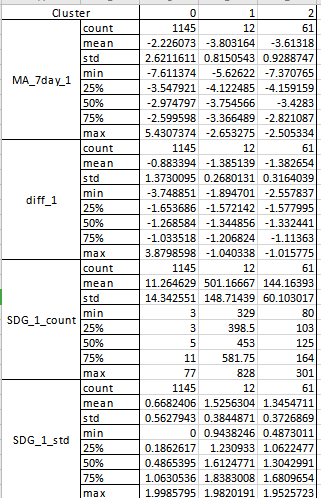 Cluster 0 1 2
MA_7day_1 count 1145 12 61
mean -2.226073 -3.803164 -3.61318
std 2.6211611 0.8150543 0.9288747
min -7.611374 -5.62622 -7.370765
25% -3.547921 -4.122485 -4.159159
50% -2.974797 -3.754566 -3.4283
75% -2.599598 -3.366489 -2.821087
max 5.4307374 -2.653275 -2.505334
diff_1 count 1145 12 61
mean -0.883394 -1.385139 -1.382654
std 1.3730095 0.2680131 0.3164039
min -3.748851 -1.894701 -2.557837
25% -1.653686 -1.572142 -1.577995
50% -1.268584 -1.344856 -1.332441
75% -1.033518 -1.206824 -1.11363
max 3.8798598 -1.040338 -1.015775
SDG_1_count count 1145 12 61
mean 11.264629 501.16667 144.16393
std 14.342551 148.71439 60.103017
min 3 329 80
25% 3 398.5 103
50% 5 453 125
75% 11 581.75 164
max 77 828 301
SDG_1_std count 1145 12 61
mean 0.6682406 1.5256304 1.3454711
std 0.5627943 0.3844871 0.3726869
min 0 0.9438246 0.4873011
25% 0.1862617 1.230933 1.0622477
50% 0.4865395 1.6124771 1.3042991
75% 1.0630536 1.8383008 1.6809654
max 1.9985795 1.9820191 1.9525723